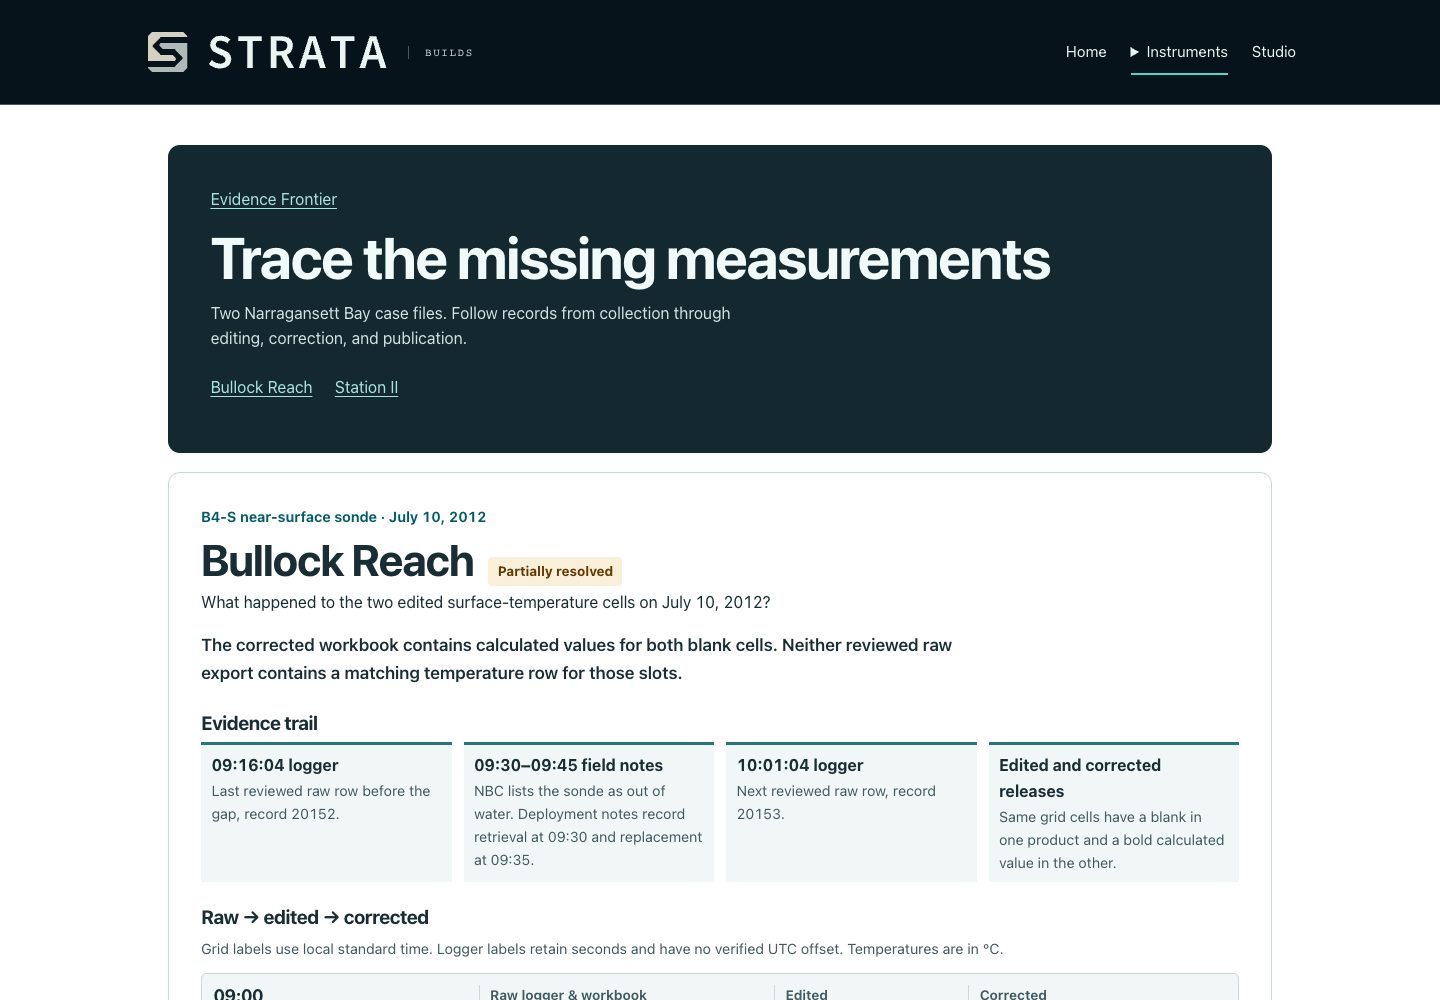 STRATA
BUILDS
Home
▶ Instruments
Studio
Evidence Frontier
Trace the missing measurements
Two Narragansett Bay case files. Follow records from collection through
editing, correction, and publication.
Bullock Reach
Station II
B4-S near-surface sonde · July 10, 2012
Bullock Reach
Partially resolved
What happened to the two edited surface-temperature cells on July 10, 2012?
The corrected workbook contains calculated values for both blank cells. Neither reviewed raw
export contains a matching temperature row for those slots.
Evidence trail
09:16:04 logger
Last reviewed raw row before the
gap, record 20152.
09:30–09:45 field notes
NBC lists the sonde as out of
water. Deployment notes record
retrieval at 09:30 and replacement
at 09:35.
10:01:04 logger
Next reviewed raw row, record
20153.
Edited and corrected
releases
Same grid cells have a blank in
one product and a bold calculated
value in the other.
Raw → edited → corrected
Grid labels use local standard time. Logger labels retain seconds and have no verified UTC offset. Temperatures are in °C.
09:00
Raw logger & workbook
Edited
Corrected